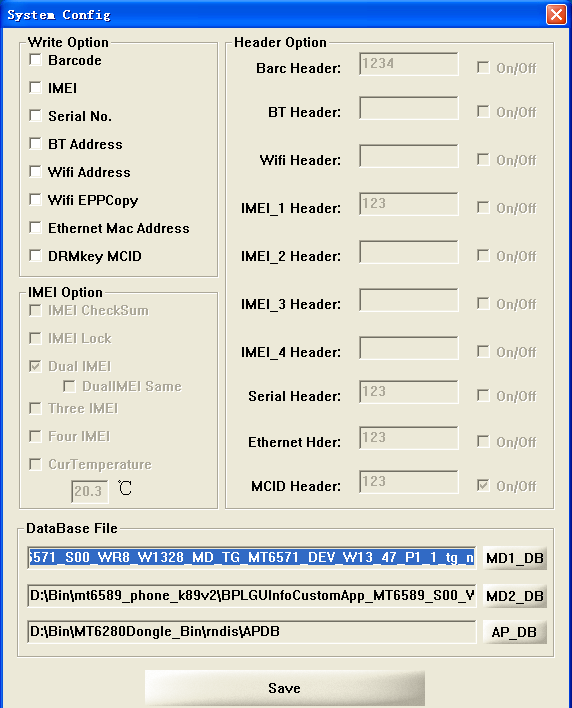 System Config
Write Option
Barcode
IMEI
Serial No.
BT Address
Wifi Address
Wifi EPPCopy
Ethernet Mac Address
DRMkey MCID
IMEI Option
IMEI CheckSum
IMEI Lock
Dual IMEI
DualIMEI Same
Three IMEI
Four IMEI
CurTemperature
20.3 ℃
Header Option
Barc Header: 1234 On/Off
BT Header: On/Off
Wifi Header: On/Off
IMEI_1 Header: 123 On/Off
IMEI_2 Header: On/Off
IMEI_3 Header: On/Off
IMEI_4 Header: On/Off
Serial Header: 123 On/Off
Ethernet Hder: 123 On/Off
MCID Header: 123 On/Off
DataBase File
6571_S00_WR8_W1328_MD_TG_MT6571_DEV_W13_47_P1_1_tg_n MD1_DB
D:\Bin\mt6589_phone_k89v2\BPLGUInfoCustomApp_MT6589_S00_V MD2_DB
D:\Bin\MT6280Dongle_Bin\rndis\APDB AP_DB
Save